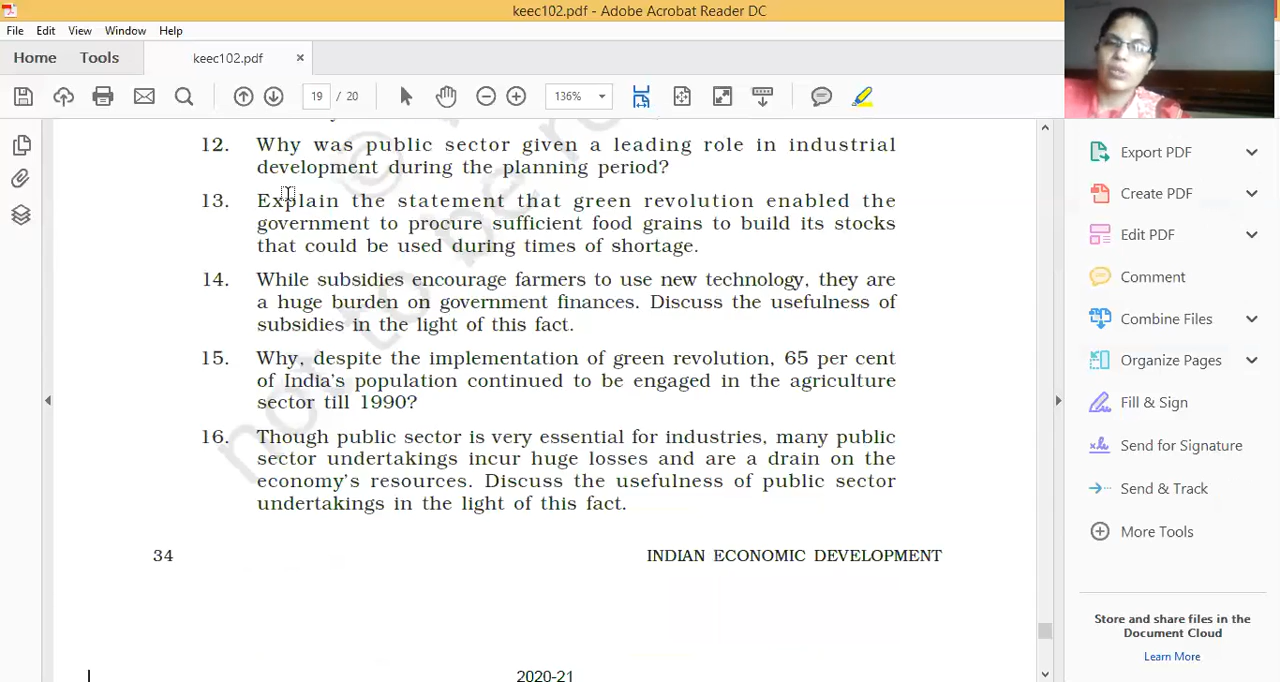 keec102.pdf - Adobe Acrobat Reader DC
File Edit View Window Help
Home Tools keec102.pdf ×
19 / 20 136%
12. Why was public sector given a leading role in industrial
development during the planning period?
13. Explain the statement that green revolution enabled the
government to procure sufficient food grains to build its stocks
that could be used during times of shortage.
14. While subsidies encourage farmers to use new technology, they are
a huge burden on government finances. Discuss the usefulness of
subsidies in the light of this fact.
15. Why, despite the implementation of green revolution, 65 per cent
of India's population continued to be engaged in the agriculture
sector till 1990?
16. Though public sector is very essential for industries, many public
sector undertakings incur huge losses and are a drain on the
economy's resources. Discuss the usefulness of public sector
undertakings in the light of this fact.
34 INDIAN ECONOMIC DEVELOPMENT
2020-21
©
not to be re
Export PDF
Create PDF
Edit PDF
Comment
Combine Files
Organize Pages
Fill & Sign
Send for Signature
Send & Track
More Tools
Store and share files in the
Document Cloud
Learn More